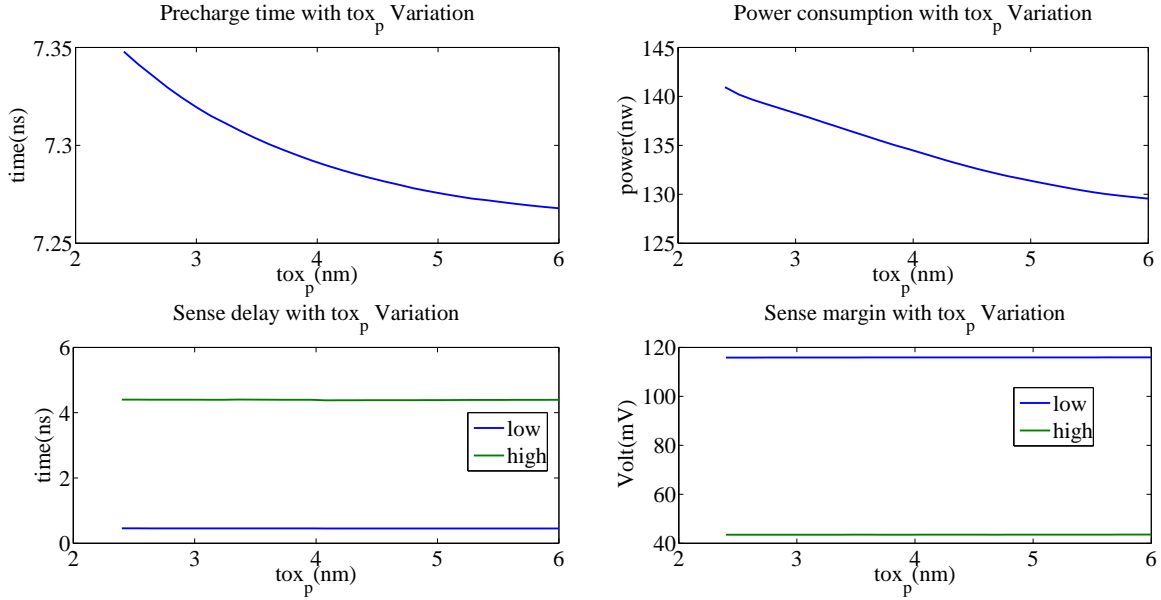 Precharge time with tox_p Variation
7.35
7.3
7.25
time(ns)
2 3 4 5 6
tox_p(nm)
Power consumption with tox_p Variation
145
140
135
130
125
power(nw)
2 3 4 5 6
tox_p(nm)
Sense delay with tox_p Variation
6
4
2
0
time(ns)
low
high
2 3 4 5 6
tox_p(nm)
Sense margin with tox_p Variation
120
100
80
60
40
Volt(mV)
low
high
2 3 4 5 6
tox_p(nm)